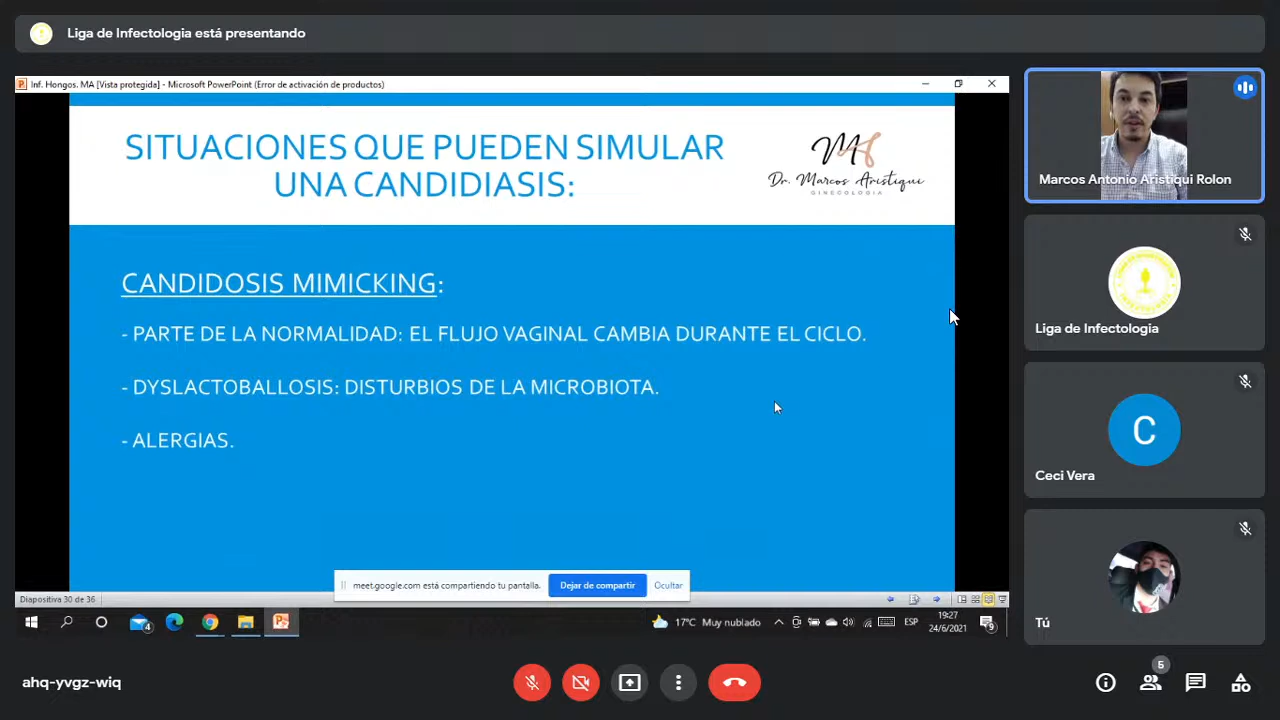 Liga de Infectologia está presentando
Inf. Hongos. MA [Vista protegida] - Microsoft PowerPoint (Error de activación de productos)
SITUACIONES QUE PUEDEN SIMULAR
UNA CANDIDIASIS:
MA
Dr. Marcos Aristiqui
GINECOLOGIA
CANDIDOSIS MIMICKING:
- PARTE DE LA NORMALIDAD: EL FLUJO VAGINAL CAMBIA DURANTE EL CICLO.
- DYSLACTOBALLOSIS: DISTURBIOS DE LA MICROBIOTA.
- ALERGIAS.
meet.google.com está compartiendo tu pantalla.
Dejar de compartir
Ocultar
Diapositiva 30 de 36
4
17°C Muy nublado
ESP
19:27
24/6/2021
9
Marcos Antonio Aristiqui Rolon
Liga de Infectologia
C
Ceci Vera
Tú
ahq-yvgz-wiq
5